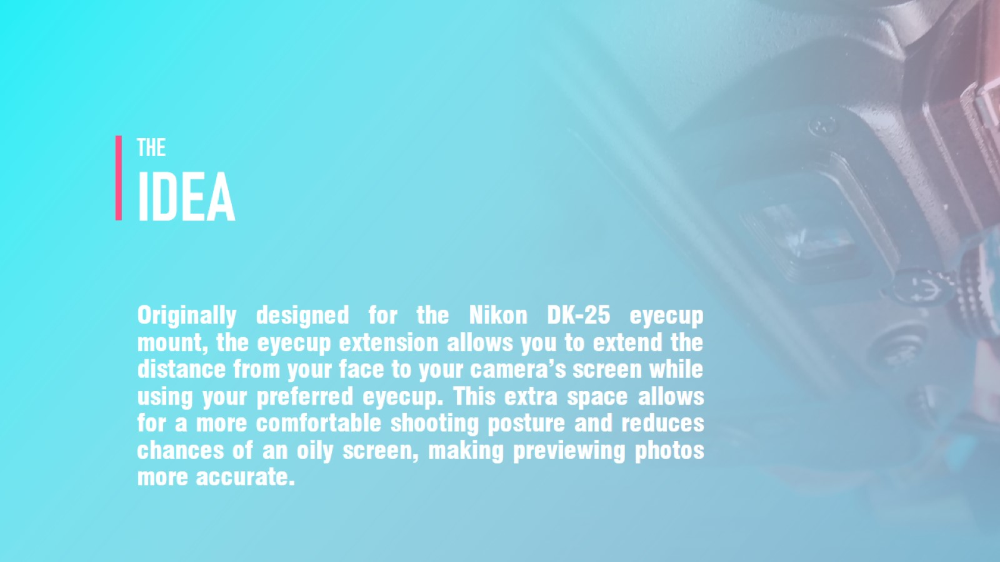 THE
IDEA
Originally designed for the Nikon DK-25 eyecup
mount, the eyecup extension allows you to extend the
distance from your face to your camera’s screen while
using your preferred eyecup. This extra space allows
for a more comfortable shooting posture and reduces
chances of an oily screen, making previewing photos
more accurate.